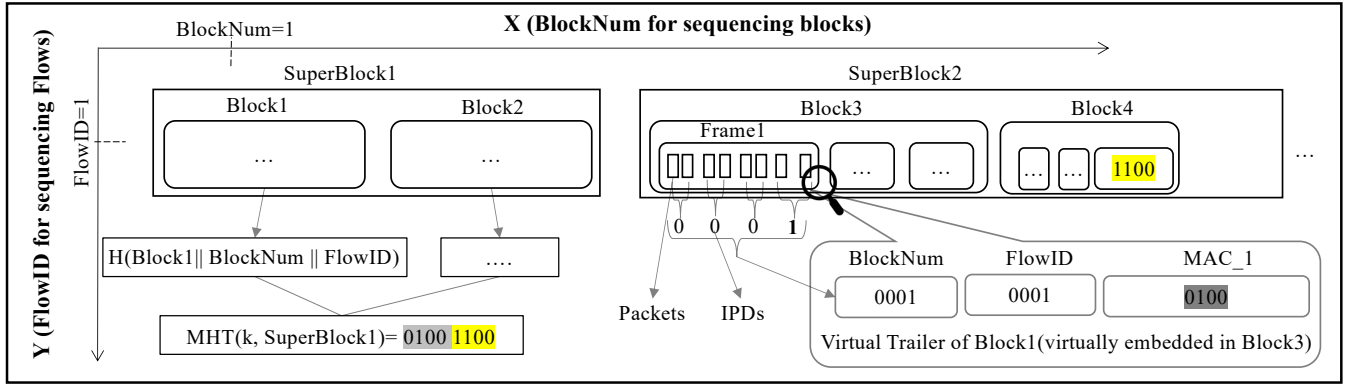 X (BlockNum for sequencing blocks)
BlockNum=1
Y (FlowID for sequencing Flows)
FlowID=1
SuperBlock1
SuperBlock2
Block1
Block2
Block3
Block4
Frame1
...
...
...
...
...
...
1100
...
0 0 0 1
H(Block1|| BlockNum || FlowID)
....
Packets
IPDs
BlockNum
FlowID
MAC_1
0001
0001
0100
Virtual Trailer of Block1(virtually embedded in Block3)
MHT(k, SuperBlock1)= 0100 1100